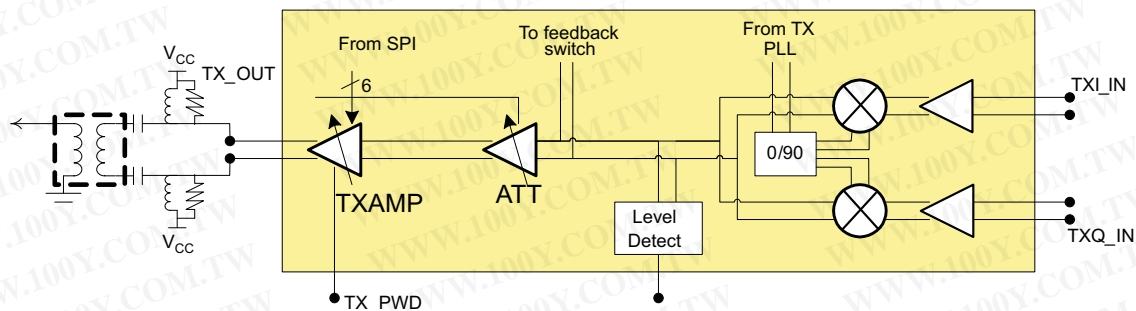 From SPI
To feedback
switch
From TX
PLL
VCC
TX_OUT
6
TXI_IN
0/90
TXAMP
ATT
Level
Detect
VCC
TXQ_IN
TX_PWD
WWW.100Y.COM.TW